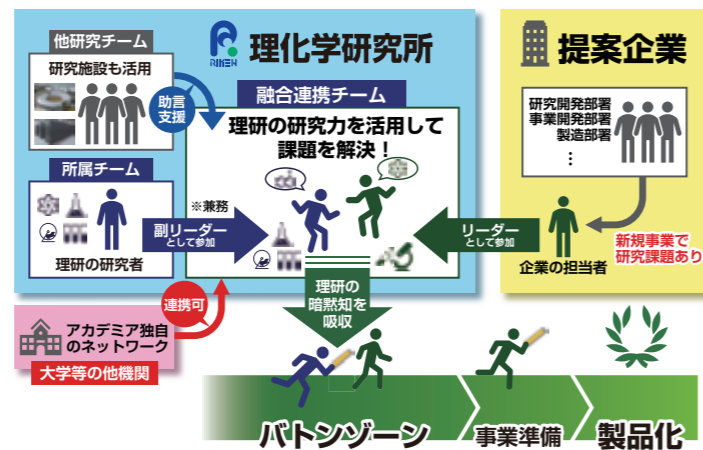 他研究チーム
研究施設も活用
助言
支援
RIKEN
理化学研究所
融合連携チーム
理研の研究力を活用して
課題を解決！
所属チーム
理研の研究者
※兼務
副リーダー
として参加
リーダー
として参加
提案企業
研究開発部署
事業開発部署
製造部署
⋮
企業の担当者
新規事業で
研究課題あり
理研の
暗黙知を
吸収
連携可
アカデミア独自
のネットワーク
大学等の他機関
バトンゾーン
事業準備
製品化